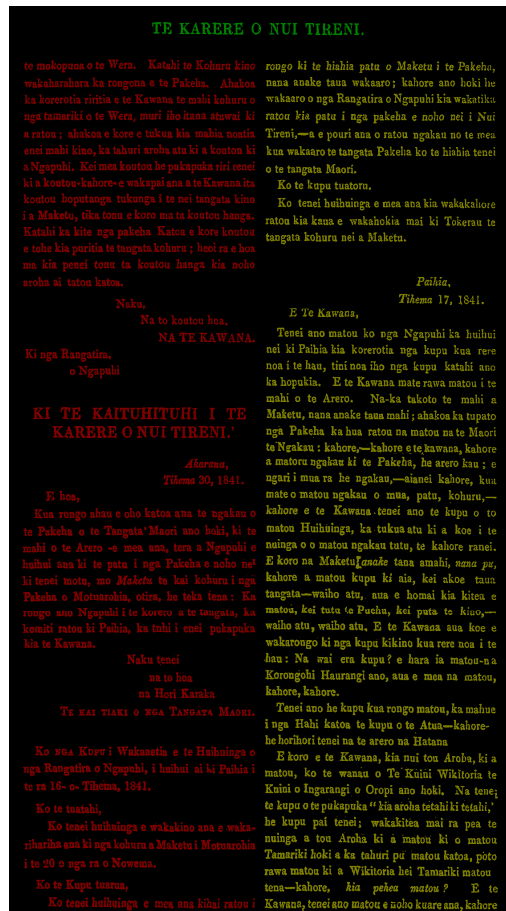 TE KARERE O NUI TIRENI.
te mokopuna o te Wera. Katahi te Kohuru kino
wakaharahara ka rongona e te Pakeha. Ahakoa
ka korerotia riritia e te Kawana te mahi kohuru o
nga tamariki o te Wera, muri iho itana atawai ki
a ratou; ahakoa e kore e tukua kia mahia noatia
enei mahi kino, ka tahuri aroha atu ki a koutou ki
a Ngapuhi. Kei mea koutou he pukapuka riri tenei
ki a koutou-kahore- e wakapai ana a te Kawana ita
koutou hoputanga tukunga i te nei tangata kino
i a Maketu, tika tonu e koro ma ta koutou hanga.
Katahi ka kite nga pakeha Katoa e kore koutou
e tohe kia puritia te tangata kohuru; heoi ra e hoa
ma kia penei tonu ta koutou hanga kia noho
aroha ai tatou katoa.
Naku,
Na to koutou hoa,
NA TE KAWANA.
Ki nga Rangatira,
o Ngapuhi
KI TE KAITUHITUHI I TE
KARERE O NUI TIRENI.'
Akarana,
Tihema 30, 1841.
E hoa,
Kua rongo ahau e oho katoa ana te ngakau o
te Pakeha o te Tangata Maori ano hoki, ki te
mahi o te Arero -a mea ana, tera a Ngapuhi e
huihui ana ki te patu i nga Pakeha e noho nei
ki tenei motu, mo Maketu te kai kohuru i nga
Pakeha o Motuarohia, otira, he teka tena: Ka
rongo ano Ngapuhi i te korero a te tangata, ka
komiti ratou ki Paihia, ka tuhi i enei pukapuka
kia te Kawana.
Naku tenei
na to hoa
na Hori Karaka
TE KAI TIAKI O NGA TANGATA MAORI.
KO NGA KUPU i Wakaaetia e te Huihuinga o
nga Rangatira o Ngapuhi, i huihui ai ki Paihia i
te ra 16- o- Tihema, 1841.
Ko te tuatahi,
Ko tenei huihuinga e wakakino ana e waka-
rihariha ana ki nga kohuru a Maketu i Motuarohia
i te 20 o nga ra o Nowema.
Ko te Kupu tuarua,
Ko tenei huihuinga e mea ana kihai ratou i
rongo ki te hiahia patu o Maketu i te Pakeha,
nana anake taua wakaaro; kahore ano hoki he
wakaaro o nga Rangatira o Ngapuhi kia wakatika
ratou kia patu i nga pakeha e noho nei i Nui
Tireni,—a e pouri ana o ratou ngakau no te mea
kua wakaaro te tangata Pakeha ko te hiahia tenei
o te tangata Maori.
Ko te kupu tuatoru.
Ko tenei huihuinga e mea ana kia wakakahore
ratou kia kaua e wakahokia mai ki Tokerau te
tangata kohuru nei a Maketu.
Paihia,
Tihema 17, 1841.
E Te Kawana,
Tenei ano matou ko nga Ngapuhi ka huihui
nei ki Paihia kia korerotia nga kupu kua rere
noa i te hau, tini noa iho nga kupu katahi ano
ka hopukia. E te Kawana mate rawa matou i te
mahi o te Arero. Na-ka takoto te mahi a
Maketu, nana anake taua mahi; ahakoa ka tupato
nga Pakeha ka hua ratou na matou na te Maori
te Ngakau: kahore,—kahore e te kawana, kahore
a matoru ngakau ki te Pakeha, he arero kau; e
ngari i mua ra he ngakau,—aianei kahore, kua
mate o matou ngakau o mua, patu, kohuru,—
kahore e te Kawana tenei ano te kupu o to
matou Huihuinga, ka tukua atu ki a koe i te
nuinga o o matou ngakau tutu, te kahore ranei.
E koro na Maketu anake tana amahi, nana pu,
kahore a matou kupu ki aia, kei akoe taua
tangata—waiho atu, aua e homai kia kitea e
matou, kei tutu te Puehu, kei puta te kino,—
waiho atu, waiho atu. E te Kawana aua koe e
wakarongo ki nga kupu kikino kua rere noa i te
hau: Na wai era kupu? e hara ia matou-na
Korongohi Haurangi ano, aua e mea na matou,
kahore, kahore.
Tenei ano he kupu kua rongo matou, ka mahue
i nga Hahi katoa te kupu o te Atua—kahore-
he horihori tenei na te arero na Hatana
E koro e te Kawana, kia nui tou Aroha, ki a
matou, ko te wanau o Te Kuini Wikitoria te
Kuini o Ingarangi o Oropi ano hoki. Na tenei
te kupu o te pukapuka "kia aroha tetahi ki tetahi,'
he kupu pai tenei; wakakitea mai ra pea te
nuinga a tou Aroha ki a matou ki o matou
Tamariki hoki a ka tahuri pu matou katoa, poto
rawa matou ki a Wikitoria hei Tamariki matou
tena—kahore, kia pehea matou? E te
Kawana, tenei ano matou e noho kuare ana, kahore